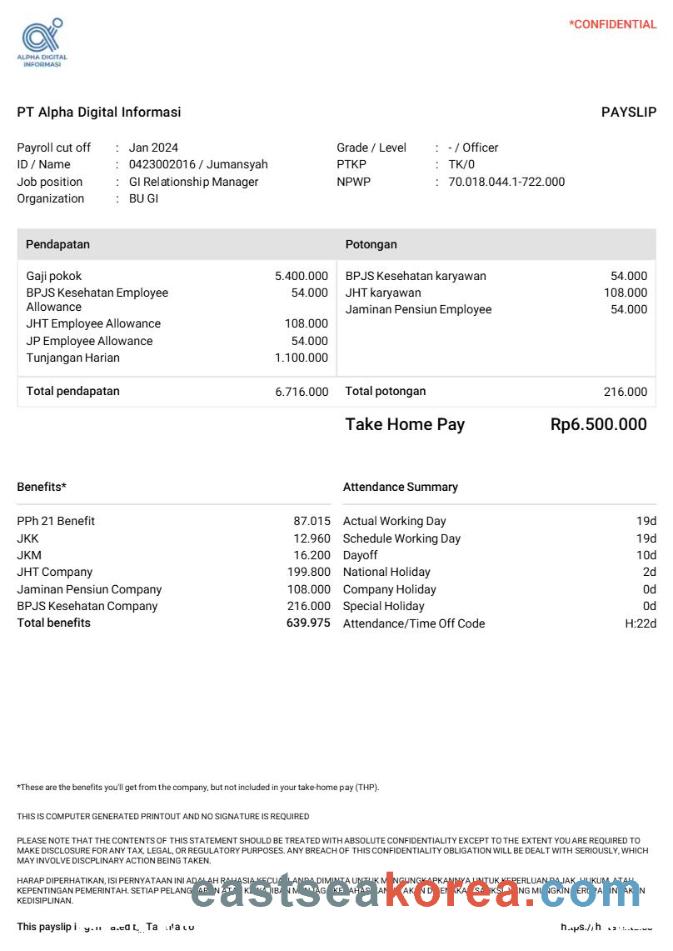 *CONFIDENTIAL
ALPHA DIGITAL
INFORMASI
PT Alpha Digital Informasi PAYSLIP
Payroll cut off : Jan 2024 Grade / Level : - / Officer
ID / Name : 0423002016 / Jumansyah PTKP : TK/0
Job position : GI Relationship Manager NPWP : 70.018.044.1-722.000
Organization : BU GI
Pendapatan Potongan
Gaji pokok 5.400.000 BPJS Kesehatan karyawan 54.000
BPJS Kesehatan Employee 54.000 JHT karyawan 108.000
Allowance Jaminan Pensiun Employee 54.000
JHT Employee Allowance 108.000
JP Employee Allowance 54.000
Tunjangan Harian 1.100.000
Total pendapatan 6.716.000 Total potongan 216.000
Take Home Pay Rp6.500.000
Benefits* Attendance Summary
PPh 21 Benefit 87.015 Actual Working Day 19d
JKK 12.960 Schedule Working Day 19d
JKM 16.200 Dayoff 10d
JHT Company 199.800 National Holiday 2d
Jaminan Pensiun Company 108.000 Company Holiday 0d
BPJS Kesehatan Company 216.000 Special Holiday 0d
Total benefits 639.975 Attendance/Time Off Code H:22d
*These are the benefits you'll get from the company, but not included in your take-home pay (THP).
THIS IS COMPUTER GENERATED PRINTOUT AND NO SIGNATURE IS REQUIRED
PLEASE NOTE THAT THE CONTENTS OF THIS STATEMENT SHOULD BE TREATED WITH ABSOLUTE CONFIDENTIALITY EXCEPT TO THE EXTENT YOU ARE REQUIRED TO
MAKE DISCLOSURE FOR ANY TAX, LEGAL, OR REGULATORY PURPOSES. ANY BREACH OF THIS CONFIDENTIALITY OBLIGATION WILL BE DEALT WITH SERIOUSLY, WHICH
MAY INVOLVE DISCPLINARY ACTION BEING TAKEN.
HARAP DIPERHATIKAN, ISI PERNYATAAN INI ADALAH RAHASIA KECUALI ANDA DIMINTA UNTUK MENGUNGKAPKANNYA UNTUK KEPERLUAN PAJAK, HUKUM, ATAU
KEPENTINGAN PEMERINTAH. SETIAP
KEDISIPLINAN.
eastseakorea.com
This payslip